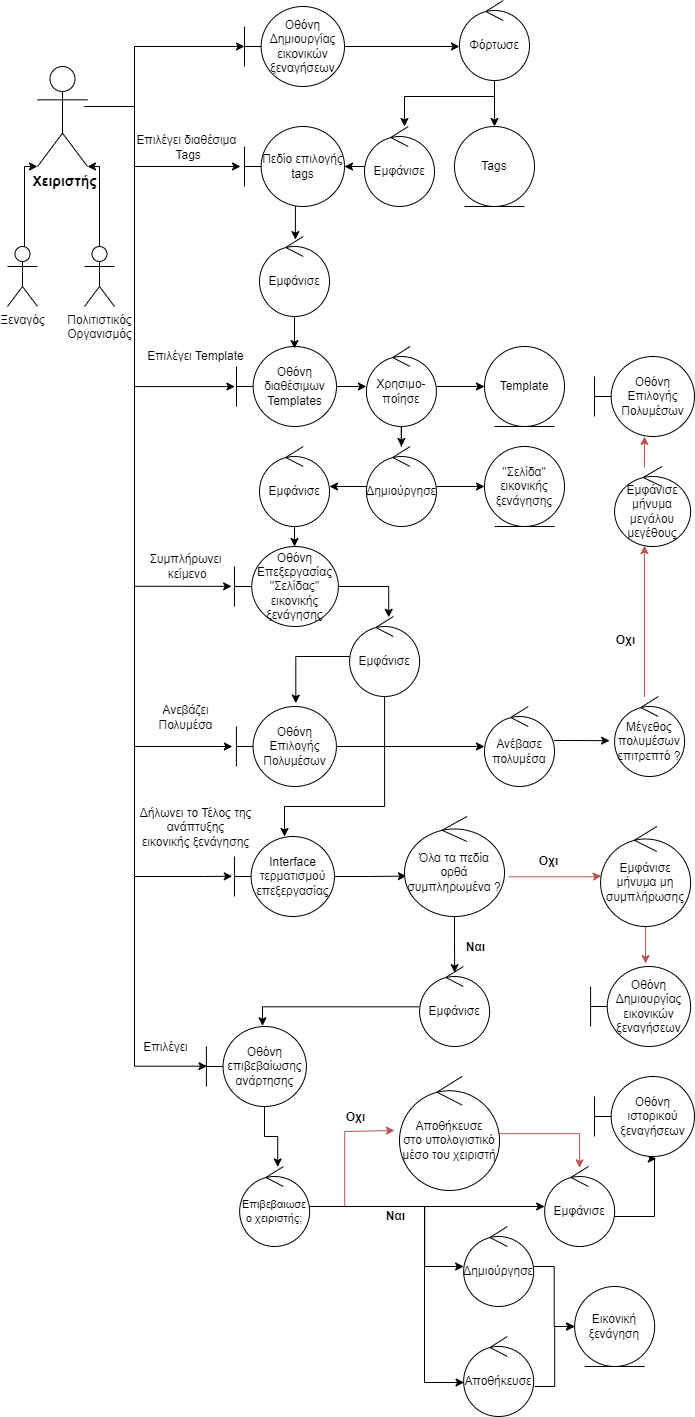 Οθόνη
Δημιουργίας
εικονικών
ξεναγήσεων
Φόρτωσε
Χειριστής
Ξεναγός
Πολιτιστικός
Οργανισμός
Επιλέγει διαθέσιμα
Tags
Πεδίο επιλογής
tags
Εμφάνισε
Tags
Εμφάνισε
Επιλέγει Template
Οθόνη
διαθέσιμων
Templates
Χρησιμο-
ποίησε
Template
Οθόνη
Επιλογής
Πολυμέσων
Εμφάνισε
Δημιούργησε
"Σελίδα"
εικονικής
ξενάγησης
Εμφάνισε
μήνυμα
μεγάλου
μεγέθους
Συμπλήρωνει
κείμενο
Οθόνη
Επεξεργασίας
"Σελίδας"
εικονικής
ξενάγησης
Εμφάνισε
Οχι
Ανεβάζει
Πολυμέσα
Οθόνη
Επιλογής
Πολυμέσων
Ανέβασε
πολυμέσα
Μέγεθος
πολυμέσων
επιτρεπτό ?
Δήλωνει το Τέλος της
ανάπτυξης
εικονικής ξενάγησης
Interface
τερματισμού
επεξεργασίας
Όλα τα πεδία
ορθά
συμπληρωμένα ?
Οχι
Εμφάνισε
μήνυμα μη
συμπλήρωσης
Ναι
Εμφάνισε
Οθόνη
Δημιουργίας
εικονικών
ξεναγήσεων
Επιλέγει
Οθόνη
επιβεβαίωσης
ανάρτησης
Οχι
Αποθήκευσε
στο υπολογιστικό
μέσο του χειριστή
Οθόνη
ιστορικού
ξεναγήσεων
Επιβεβαιωσε
ο χειριστής;
Ναι
Εμφάνισε
Δημιούργησε
Εικονική
ξενάγηση
Αποθήκευσε